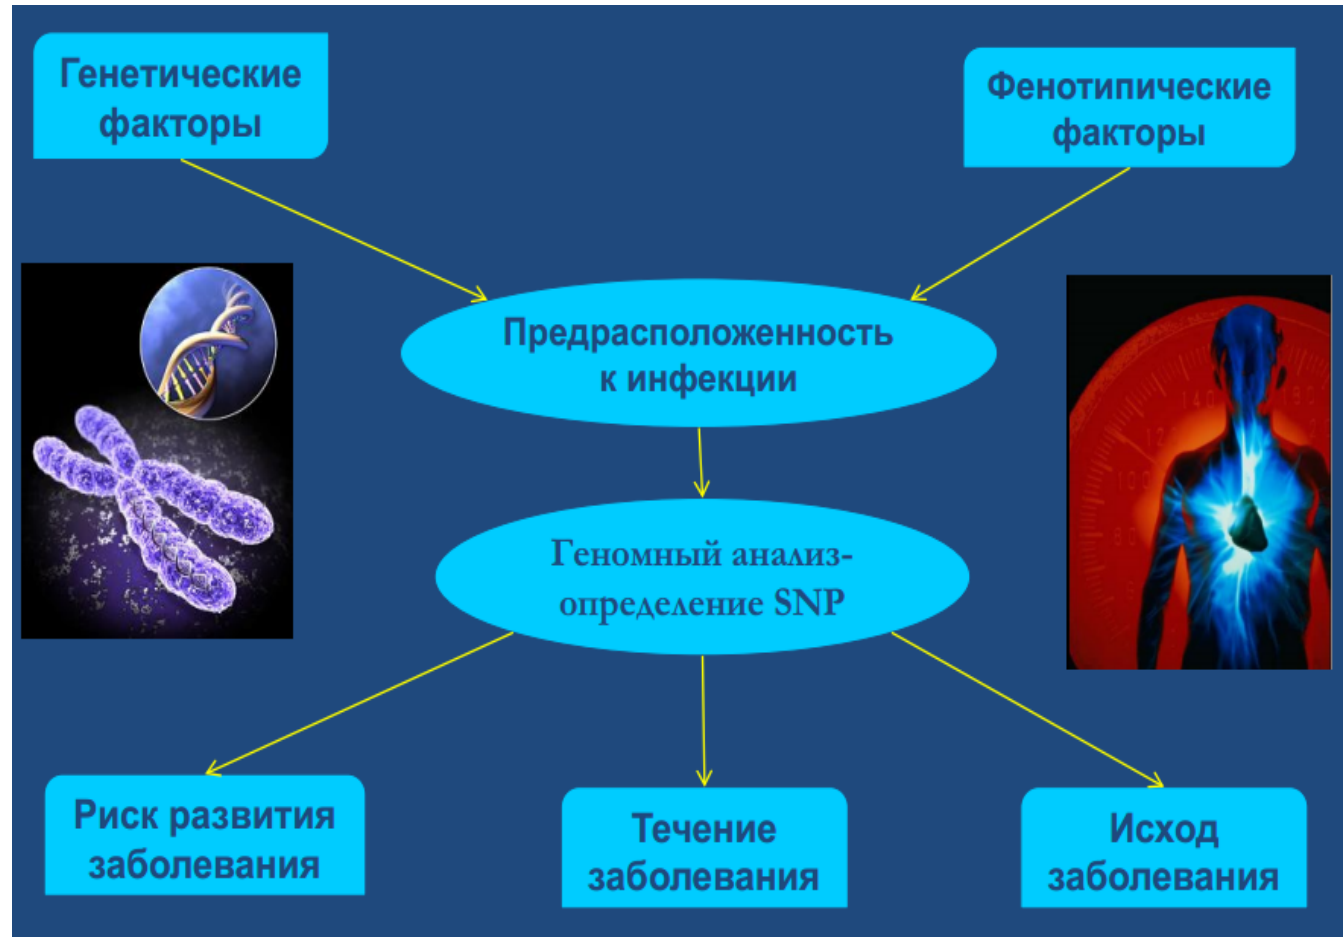 Генетические
факторы
Фенотипические
факторы
Предрасположенность
к инфекции
Геномный анализ-
определение SNP
Риск развития
заболевания
Течение
заболевания
Исход
заболевания